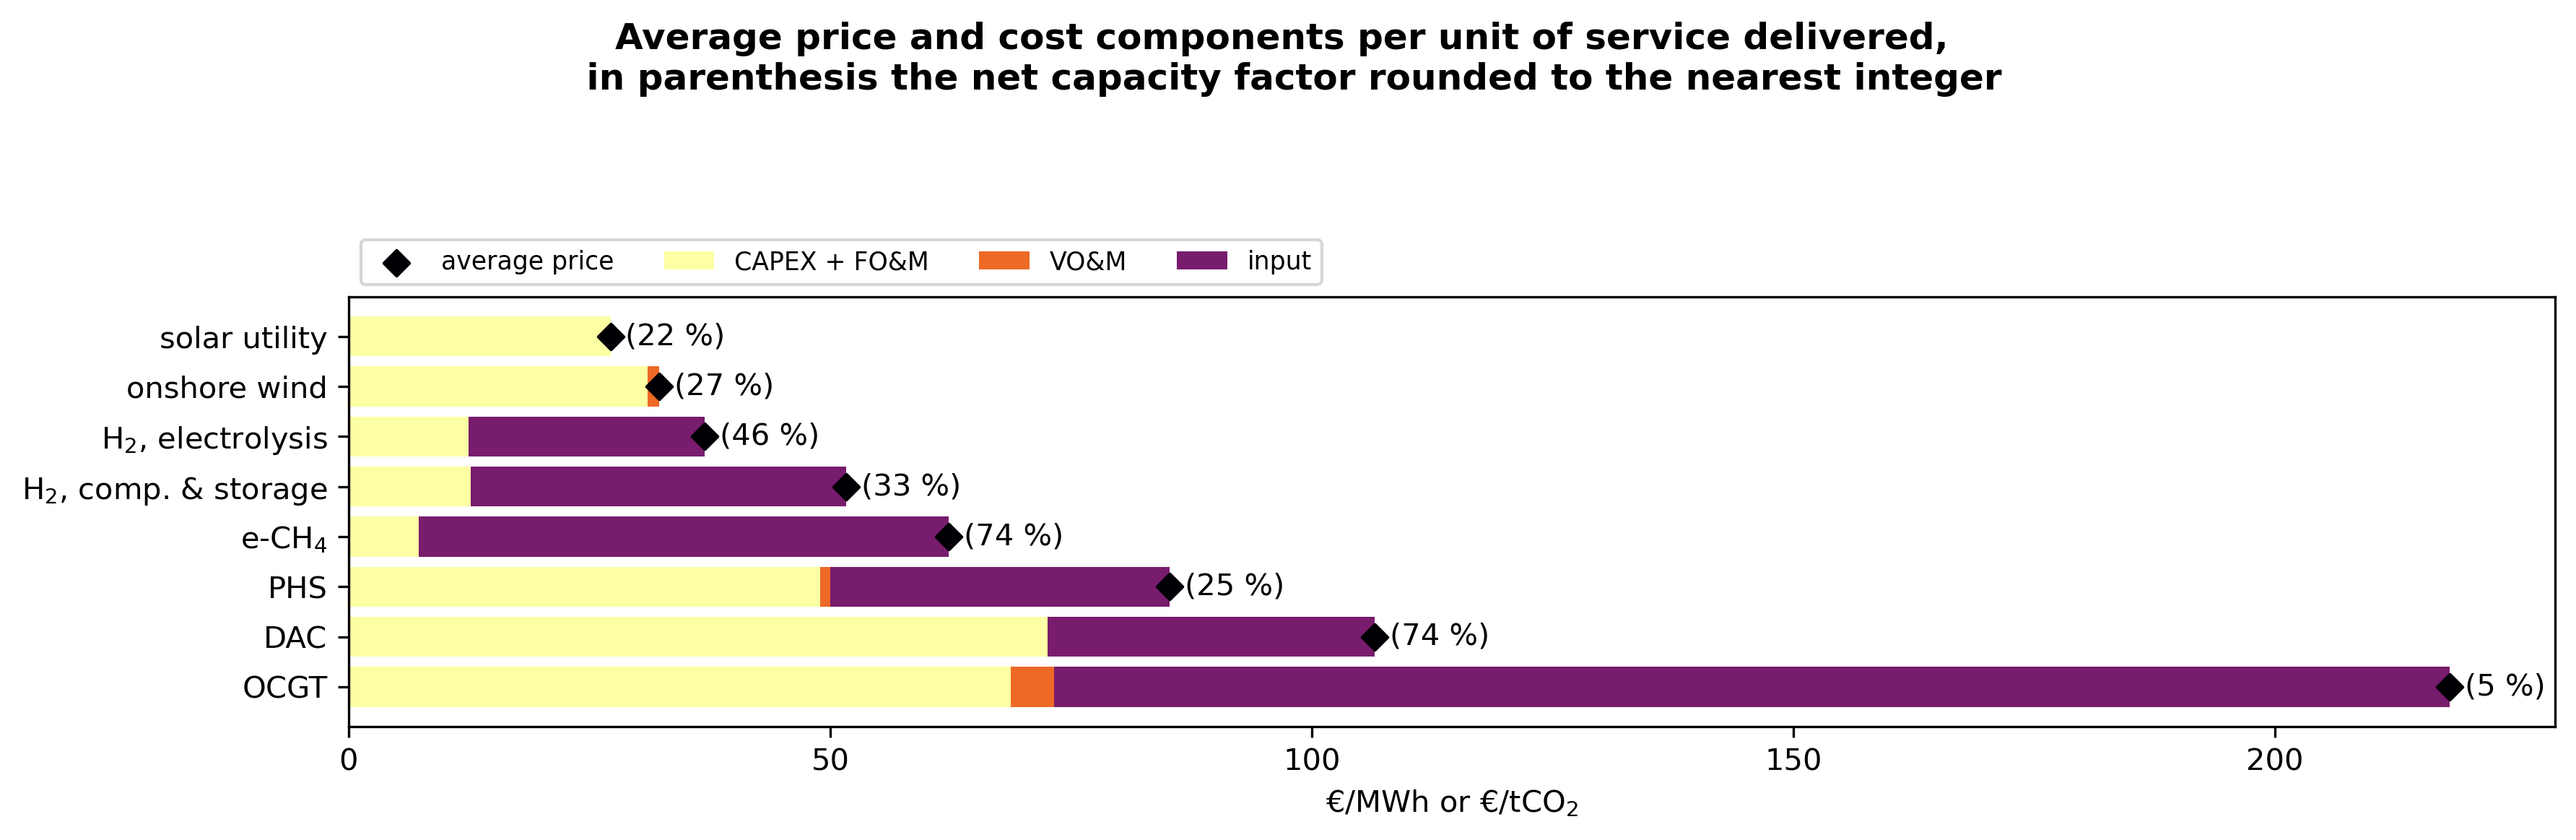 Average price and cost components per unit of service delivered,
in parenthesis the net capacity factor rounded to the nearest integer
average price CAPEX + FO&M VO&M input
solar utility (22 %)
onshore wind (27 %)
H₂, electrolysis (46 %)
H₂, comp. & storage (33 %)
e-CH₄ (74 %)
PHS (25 %)
DAC (74 %)
OCGT (5 %)
0 50 100 150 200
€/MWh or €/tCO₂